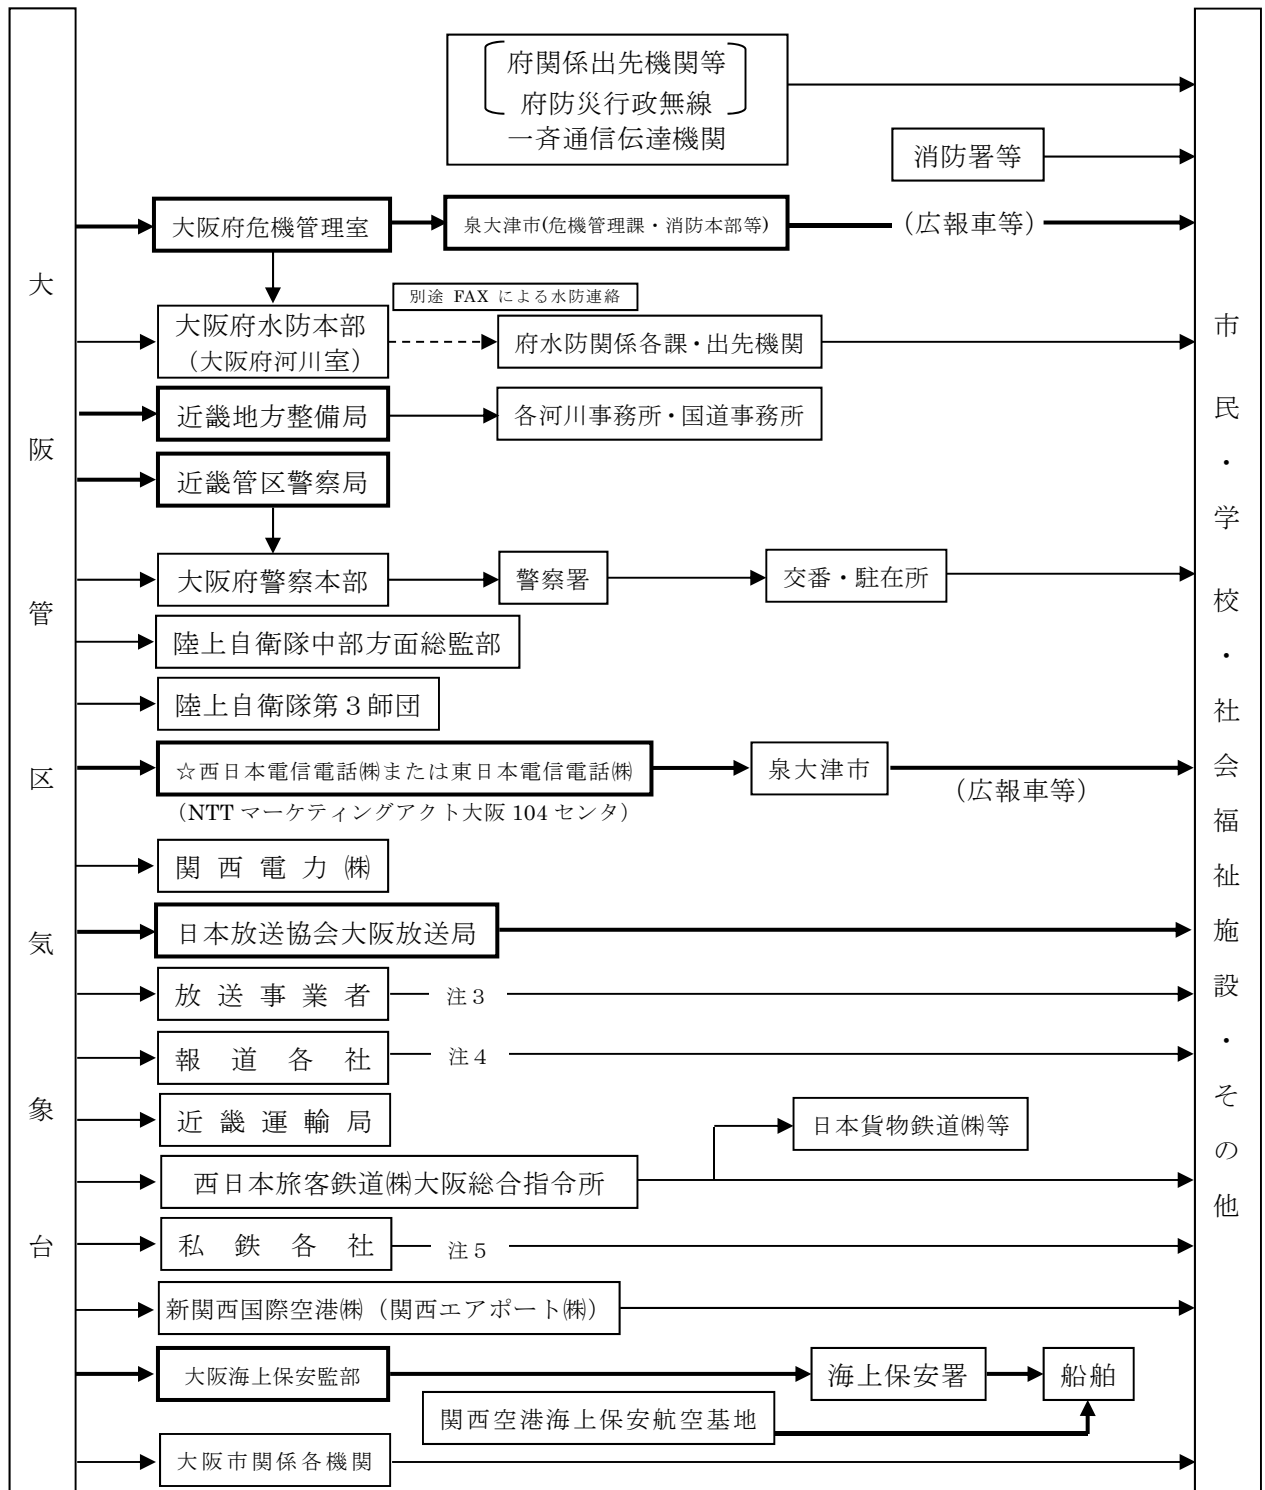 大阪管区気象台
府関係出先機関等
府防災行政無線
一斉通信伝達機関
消防署等
大阪府危機管理室
泉大津市(危機管理課・消防本部等)
（広報車等）
別途 FAX による水防連絡
大阪府水防本部
（大阪府河川室）
府水防関係各課・出先機関
近畿地方整備局
各河川事務所・国道事務所
近畿管区警察局
大阪府警察本部
警察署
交番・駐在所
陸上自衛隊中部方面総監部
陸上自衛隊第３師団
☆西日本電信電話㈱または東日本電信電話㈱
（NTT マーケティングアクト大阪 104 センタ）
泉大津市
（広報車等）
関西電力㈱
日本放送協会大阪放送局
放送事業者
注３
報道各社
注４
近畿運輸局
日本貨物鉄道㈱等
西日本旅客鉄道㈱大阪総合指令所
私鉄各社
注５
新関西国際空港㈱（関西エアポート㈱）
大阪海上保安監部
海上保安署
船舶
関西空港海上保安航空基地
大阪市関係各機関
市民・学校・社会福祉施設・その他